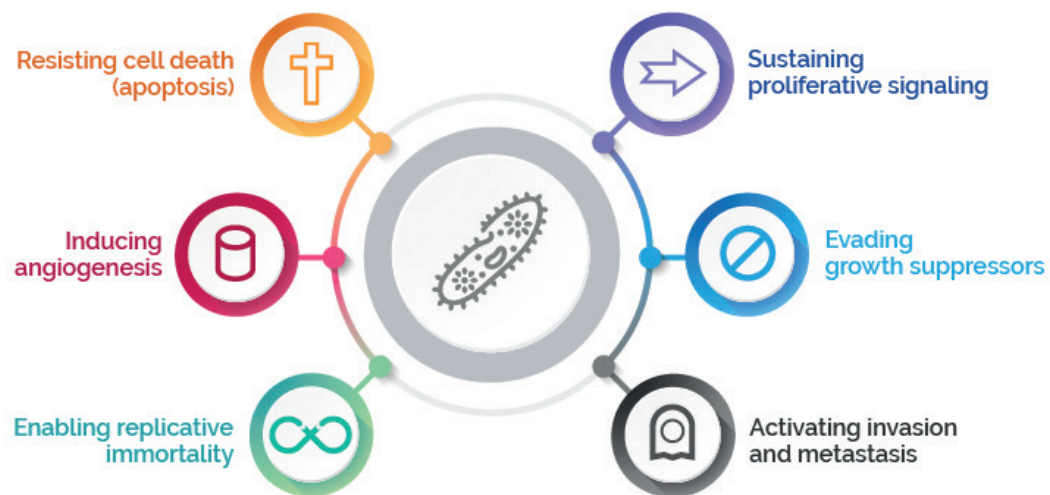 Resisting cell death
(apoptosis)
Sustaining
proliferative signaling
Inducing
angiogenesis
Evading
growth suppressors
Enabling replicative
immortality
Activating invasion
and metastasis